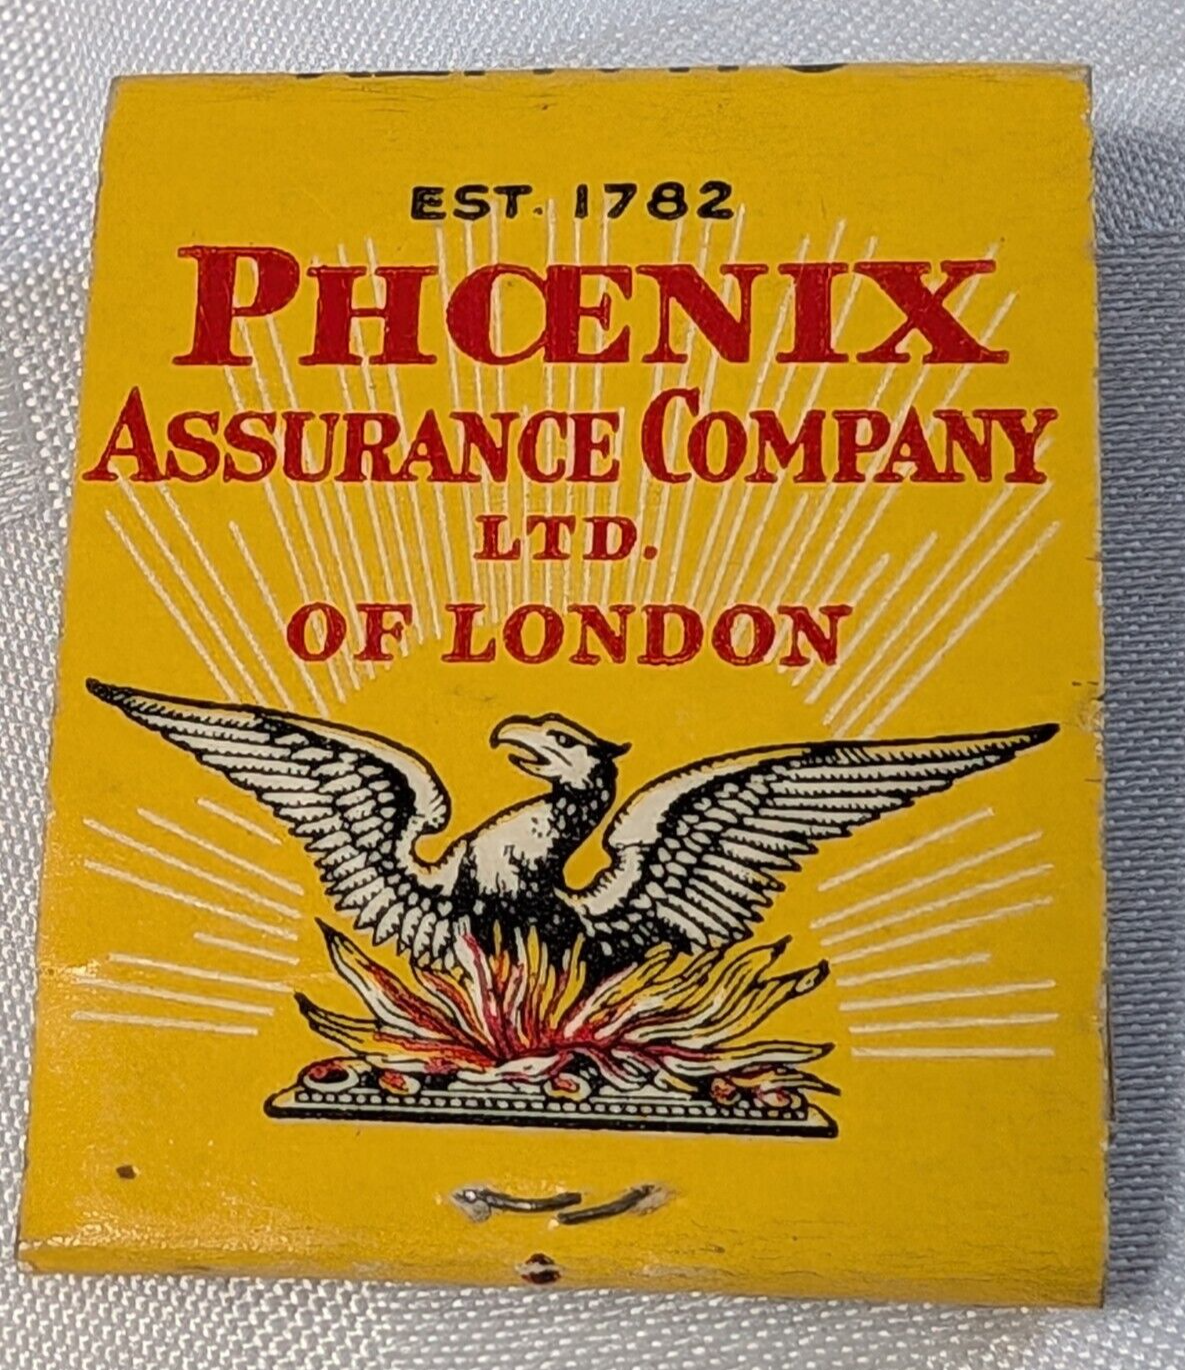 EST. 1782
PHŒNIX
ASSURANCE COMPANY
LTD.
OF LONDON